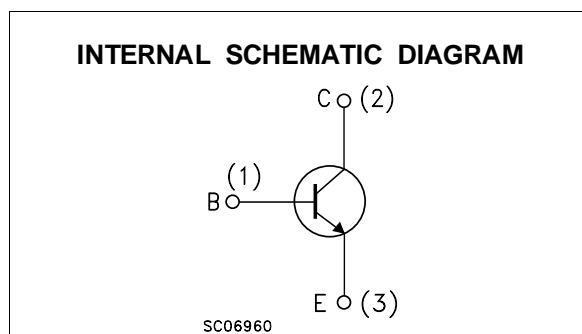 INTERNAL SCHEMATIC DIAGRAM
C (2)
(1)
B
E (3)
SC06960